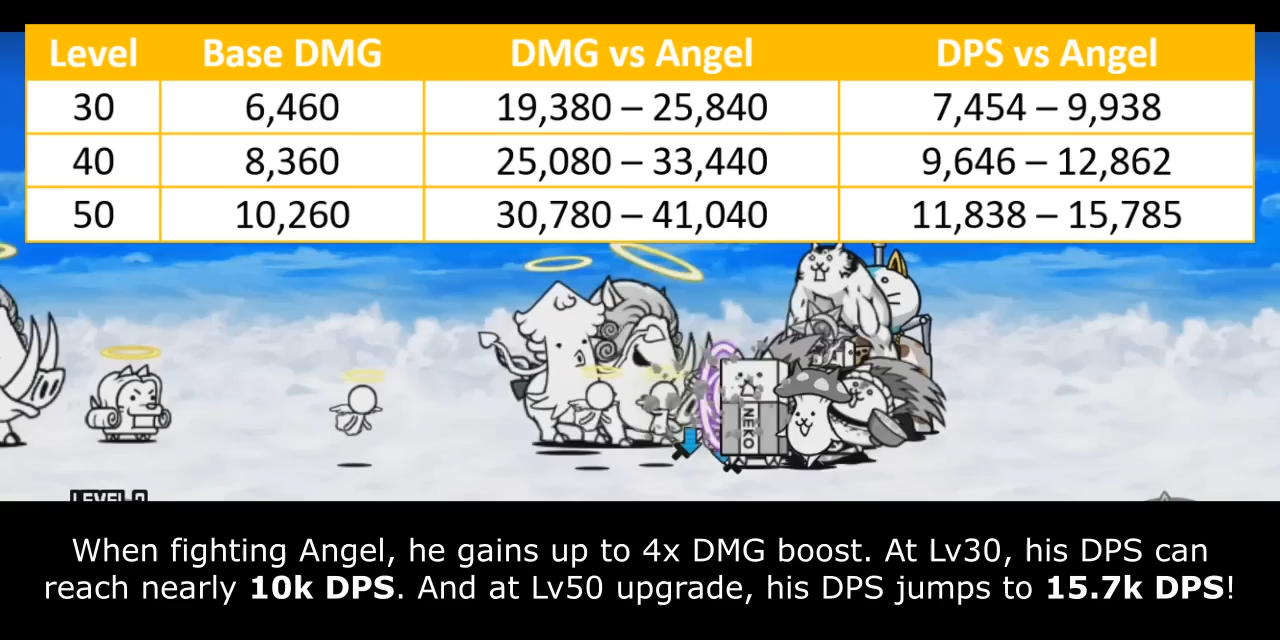 Level Base DMG DMG vs Angel DPS vs Angel
30 6,460 19,380 – 25,840 7,454 – 9,938
40 8,360 25,080 – 33,440 9,646 – 12,862
50 10,260 30,780 – 41,040 11,838 – 15,785
NEKO
When fighting Angel, he gains up to 4x DMG boost. At Lv30, his DPS can
reach nearly 10k DPS. And at Lv50 upgrade, his DPS jumps to 15.7k DPS!